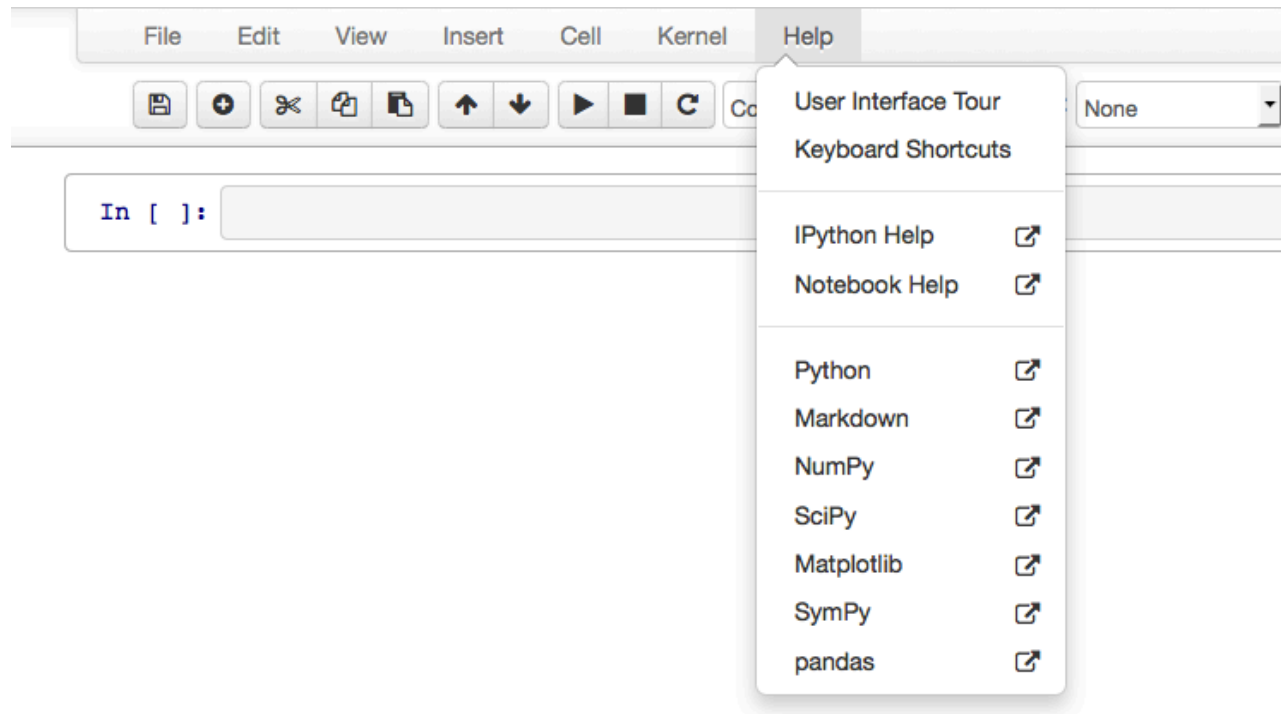 File Edit View Insert Cell Kernel Help
None
In [ ]:
User Interface Tour
Keyboard Shortcuts
IPython Help
Notebook Help
Python
Markdown
NumPy
SciPy
Matplotlib
SymPy
pandas